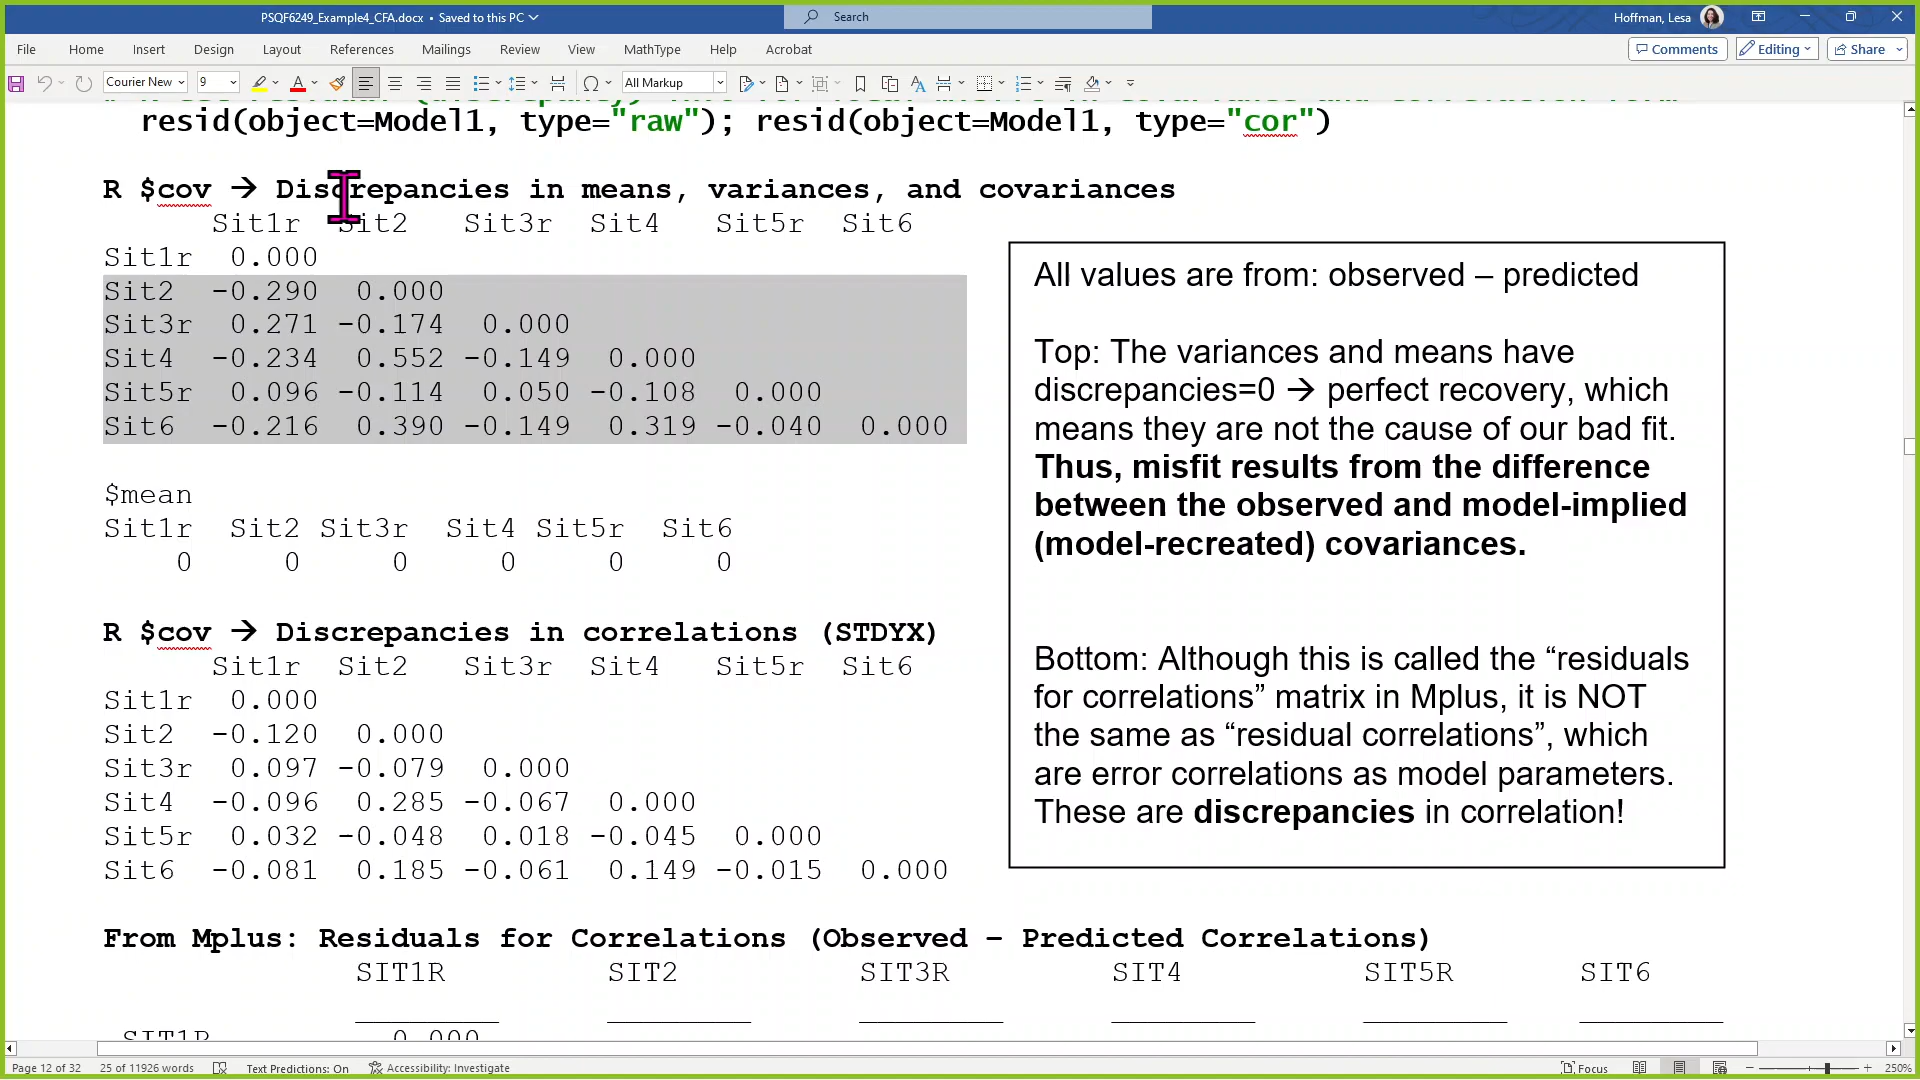 PSQF6249_Example4_CFA.docx • Saved to this PC
Search
Hoffman, Lesa
File Home Insert Design Layout References Mailings Review View MathType Help Acrobat
Comments Editing Share
Courier New 9 All Markup
resid(object=Model1, type="raw"); resid(object=Model1, type="cor")
R $cov → Discrepancies in means, variances, and covariances
Sit1r Sit2 Sit3r Sit4 Sit5r Sit6
Sit1r 0.000
Sit2 -0.290 0.000
Sit3r 0.271 -0.174 0.000
Sit4 -0.234 0.552 -0.149 0.000
Sit5r 0.096 -0.114 0.050 -0.108 0.000
Sit6 -0.216 0.390 -0.149 0.319 -0.040 0.000
$mean
Sit1r Sit2 Sit3r Sit4 Sit5r Sit6
0 0 0 0 0 0
R $cov → Discrepancies in correlations (STDYX)
Sit1r Sit2 Sit3r Sit4 Sit5r Sit6
Sit1r 0.000
Sit2 -0.120 0.000
Sit3r 0.097 -0.079 0.000
Sit4 -0.096 0.285 -0.067 0.000
Sit5r 0.032 -0.048 0.018 -0.045 0.000
Sit6 -0.081 0.185 -0.061 0.149 -0.015 0.000
All values are from: observed – predicted
Top: The variances and means have
discrepancies=0 → perfect recovery, which
means they are not the cause of our bad fit.
Thus, misfit results from the difference
between the observed and model-implied
(model-recreated) covariances.
Bottom: Although this is called the “residuals
for correlations” matrix in Mplus, it is NOT
the same as “residual correlations”, which
are error correlations as model parameters.
These are discrepancies in correlation!
From Mplus: Residuals for Correlations (Observed – Predicted Correlations)
SIT1R SIT2 SIT3R SIT4 SIT5R SIT6
SIT1R 0.000
Page 12 of 32 25 of 11926 words Text Predictions: On Accessibility: Investigate Focus 250%